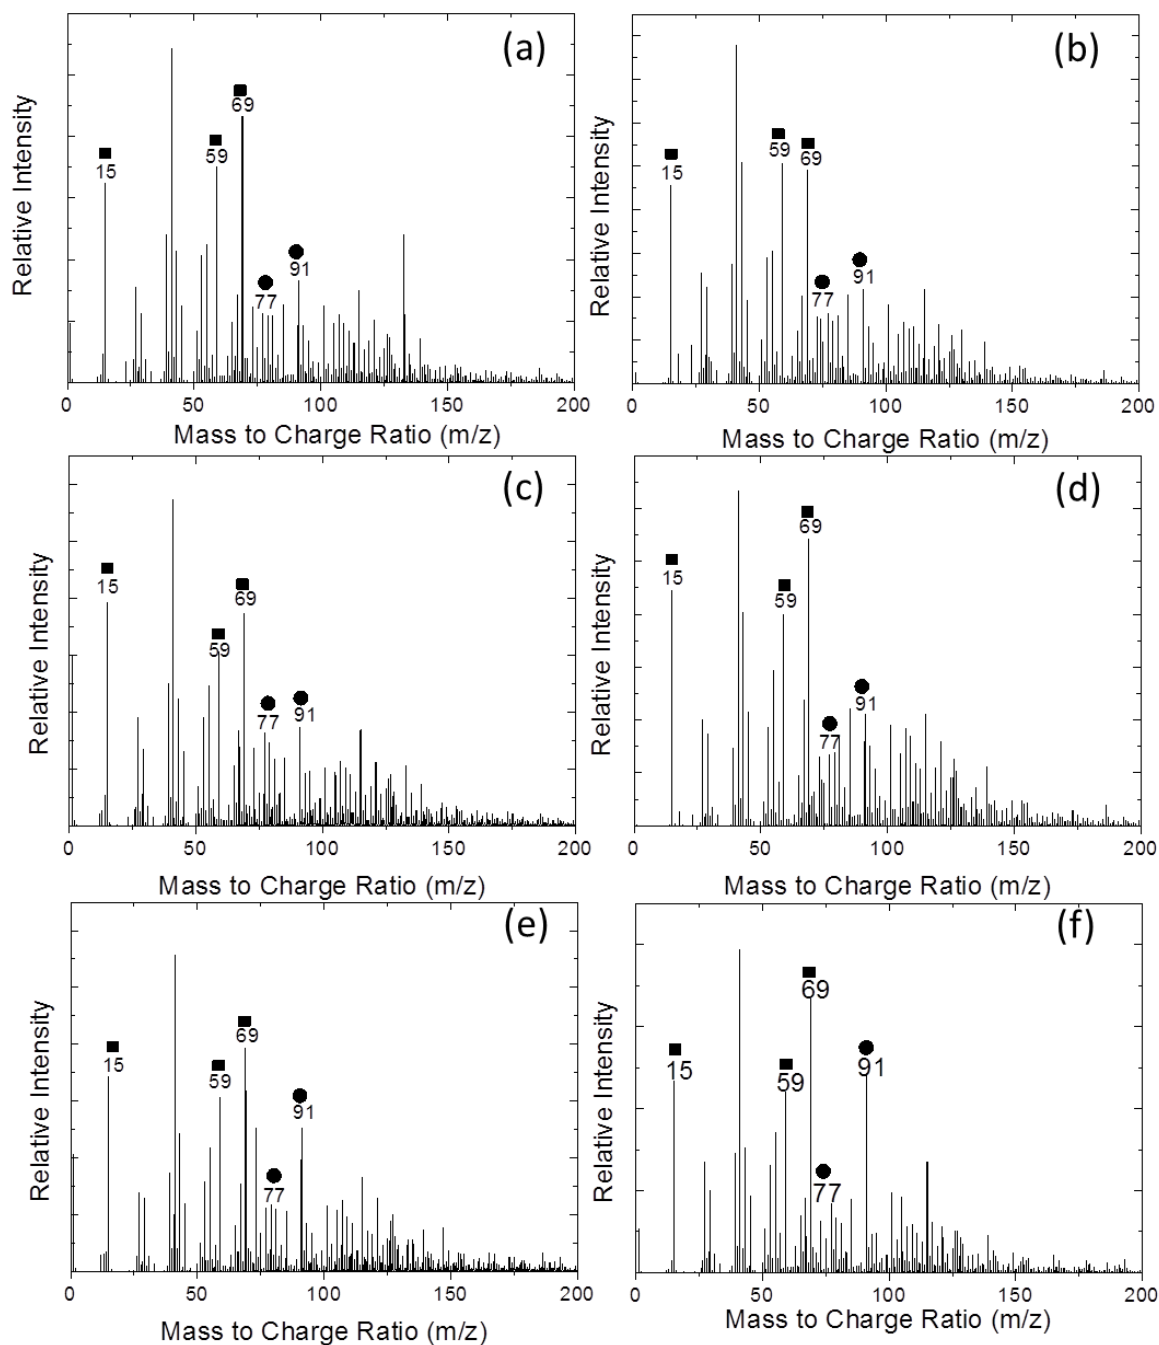 (a)
69
59
15
91
77
Relative Intensity
0 50 100 150 200
Mass to Charge Ratio (m/z)
(b)
59
69
15
91
77
Relative Intensity
0 50 100 150 200
Mass to Charge Ratio (m/z)
(c)
15
69
59
77
91
Relative Intensity
0 50 100 150 200
Mass to Charge Ratio (m/z)
(d)
69
15
59
91
77
Relative Intensity
0 50 100 150 200
Mass to Charge Ratio (m/z)
(e)
69
15
59
91
77
Relative Intensity
0 50 100 150 200
Mass to Charge Ratio (m/z)
(f)
69
15
59
91
77
Relative Intensity
0 50 100 150 200
Mass to Charge Ratio (m/z)